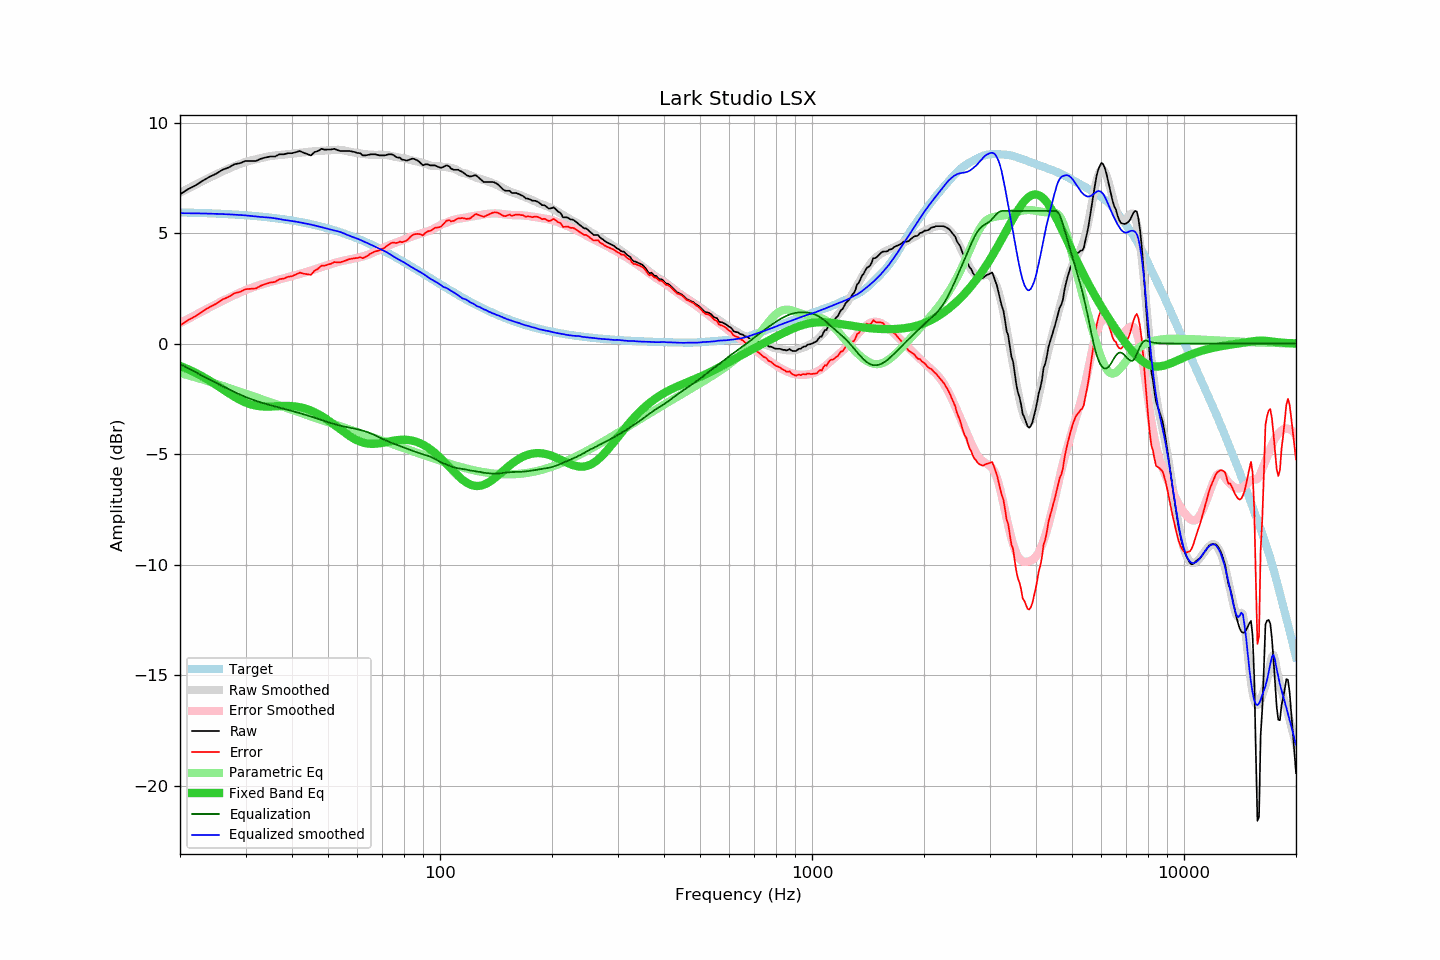 Lark Studio LSX
10
5
0
−5
−10
−15
−20
Amplitude (dBr)
100
1000
10000
Frequency (Hz)
Target
Raw Smoothed
Error Smoothed
Raw
Error
Parametric Eq
Fixed Band Eq
Equalization
Equalized smoothed